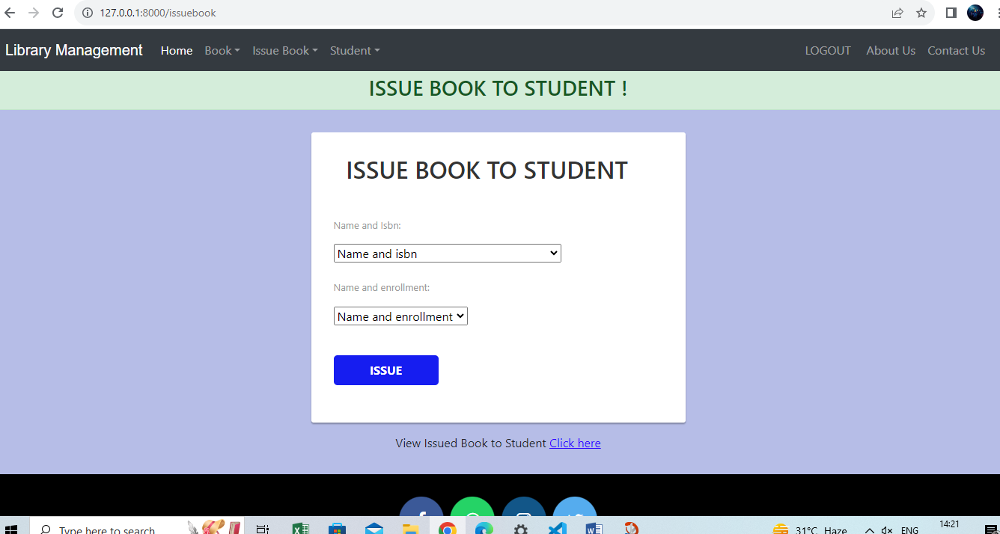 127.0.0.1:8000/issuebook
Library Management Home Book Issue Book Student LOGOUT About Us Contact Us
ISSUE BOOK TO STUDENT !
ISSUE BOOK TO STUDENT
Name and Isbn:
Name and isbn
Name and enrollment:
Name and enrollment
ISSUE
View Issued Book to Student Click here
Type here to search
31°C Haze ENG 14:21